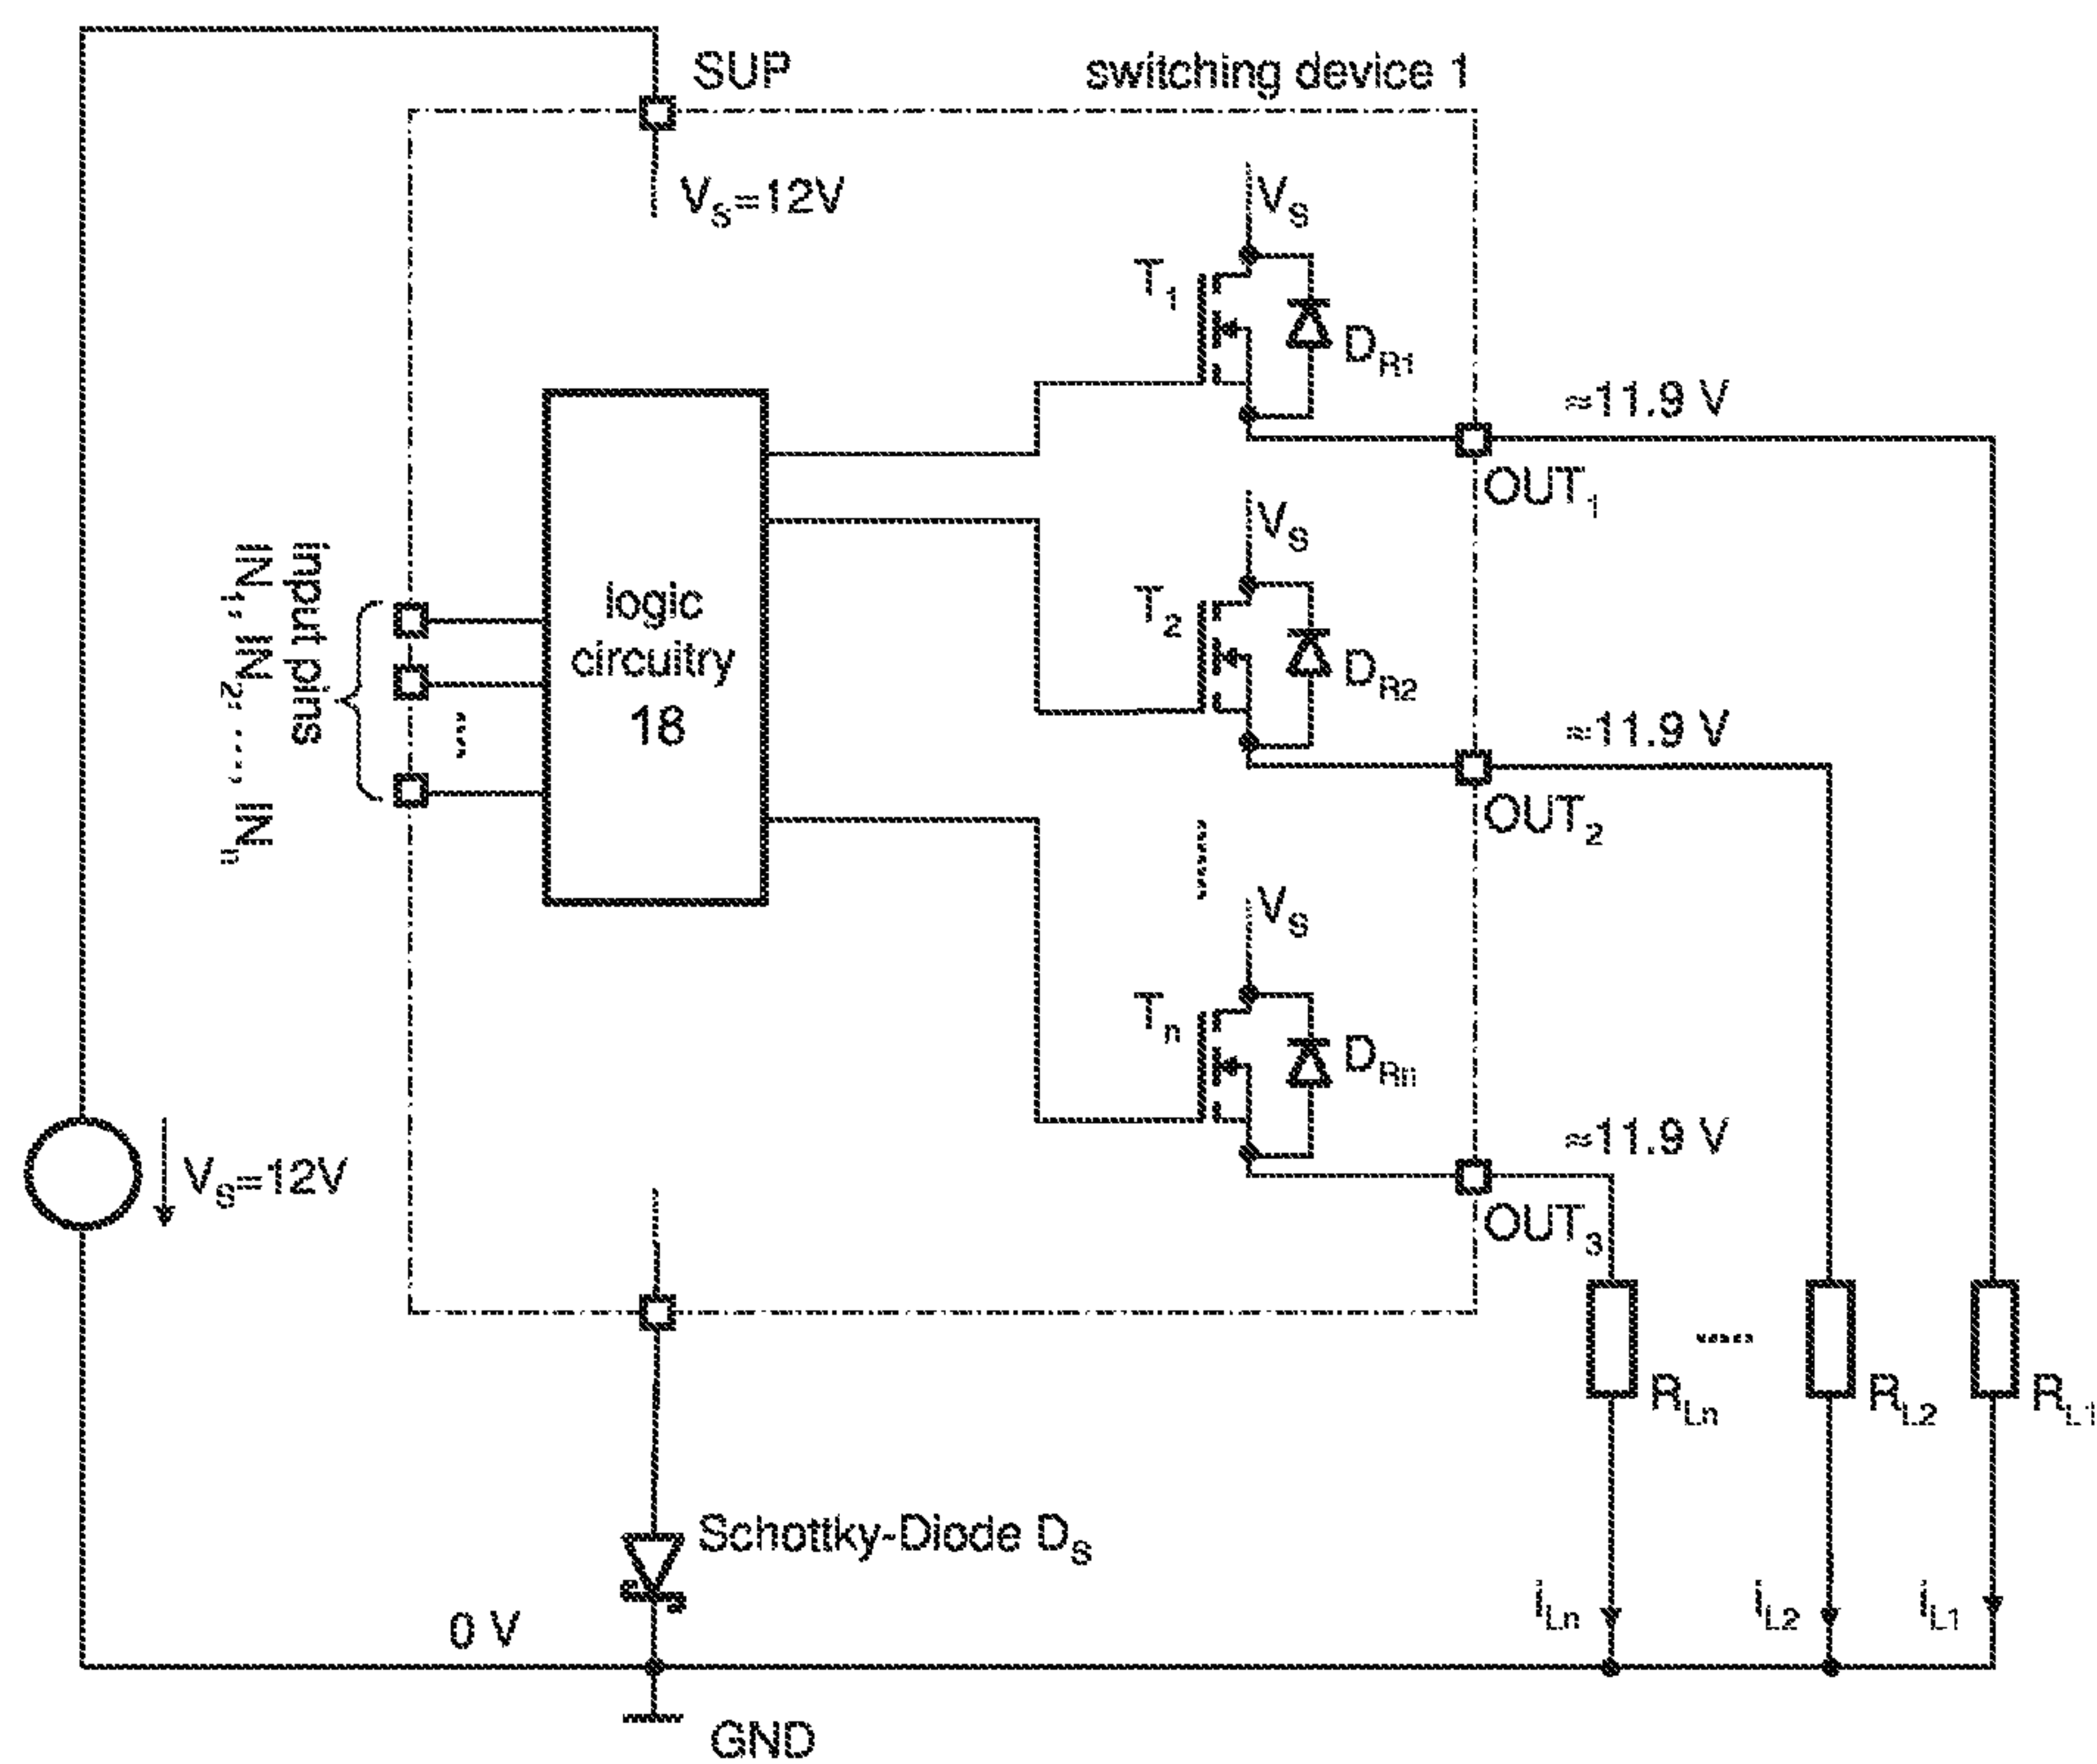 SUP
switching device 1
V_S=12V
V_S
T_1
D_R1
≈11.9 V
OUT_1
V_S
T_2
D_R2
≈11.9 V
OUT_2
input pins
IN_1, IN_2, ..., IN_n
logic
circuitry
18
V_S
T_n
D_Rn
≈11.9 V
OUT_3
V_S=12V
R_Ln
R_L2
R_L1
Schottky-Diode D_S
i_Ln
i_L2
i_L1
0 V
GND